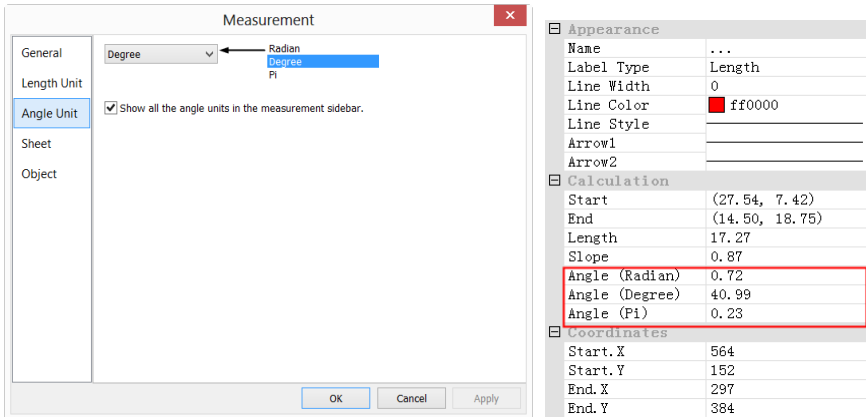 Measurement
General
Length Unit
Angle Unit
Sheet
Object
Degree
Radian
Degree
Pi
Show all the angle units in the measurement sidebar.
OK Cancel Apply
Appearance
Name ...
Label Type Length
Line Width 0
Line Color ff0000
Line Style
Arrow1
Arrow2
Calculation
Start (27.54, 7.42)
End (14.50, 18.75)
Length 17.27
Slope 0.87
Angle (Radian) 0.72
Angle (Degree) 40.99
Angle (Pi) 0.23
Coordinates
Start.X 564
Start.Y 152
End.X 297
End.Y 384